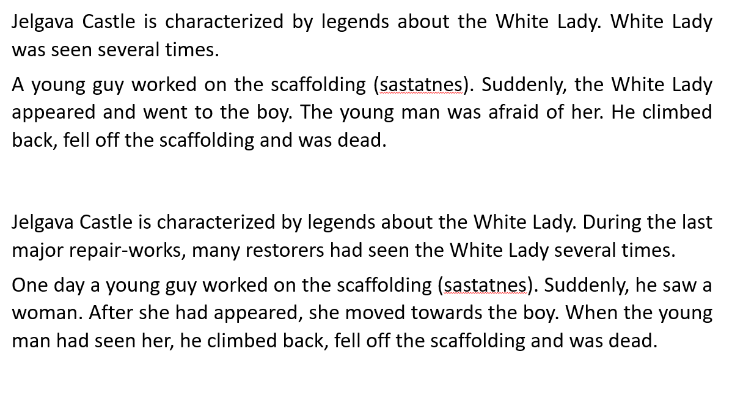 Jelgava Castle is characterized by legends about the White Lady. White Lady
was seen several times.
A young guy worked on the scaffolding (sastatnes). Suddenly, the White Lady
appeared and went to the boy. The young man was afraid of her. He climbed
back, fell off the scaffolding and was dead.
Jelgava Castle is characterized by legends about the White Lady. During the last
major repair-works, many restorers had seen the White Lady several times.
One day a young guy worked on the scaffolding (sastatnes). Suddenly, he saw a
woman. After she had appeared, she moved towards the boy. When the young
man had seen her, he climbed back, fell off the scaffolding and was dead.